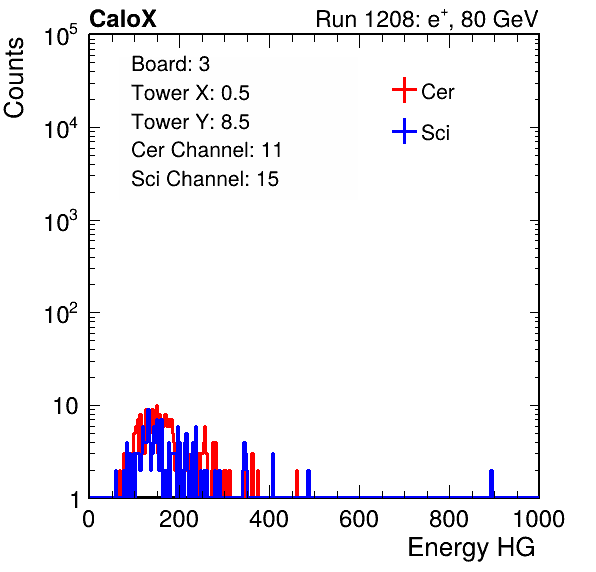 CaloX Run 1208: e⁺, 80 GeV
Counts
10⁵
10⁴
10³
10²
10
1
Board: 3
Tower X: 0.5
Tower Y: 8.5
Cer Channel: 11
Sci Channel: 15
Cer
Sci
0 200 400 600 800 1000
Energy HG